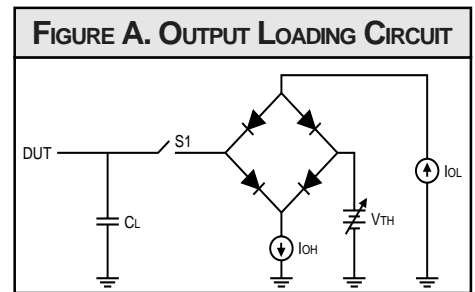 FIGURE A. OUTPUT LOADING CIRCUIT
S1
DUT
IOL
CL
VTH
IOH